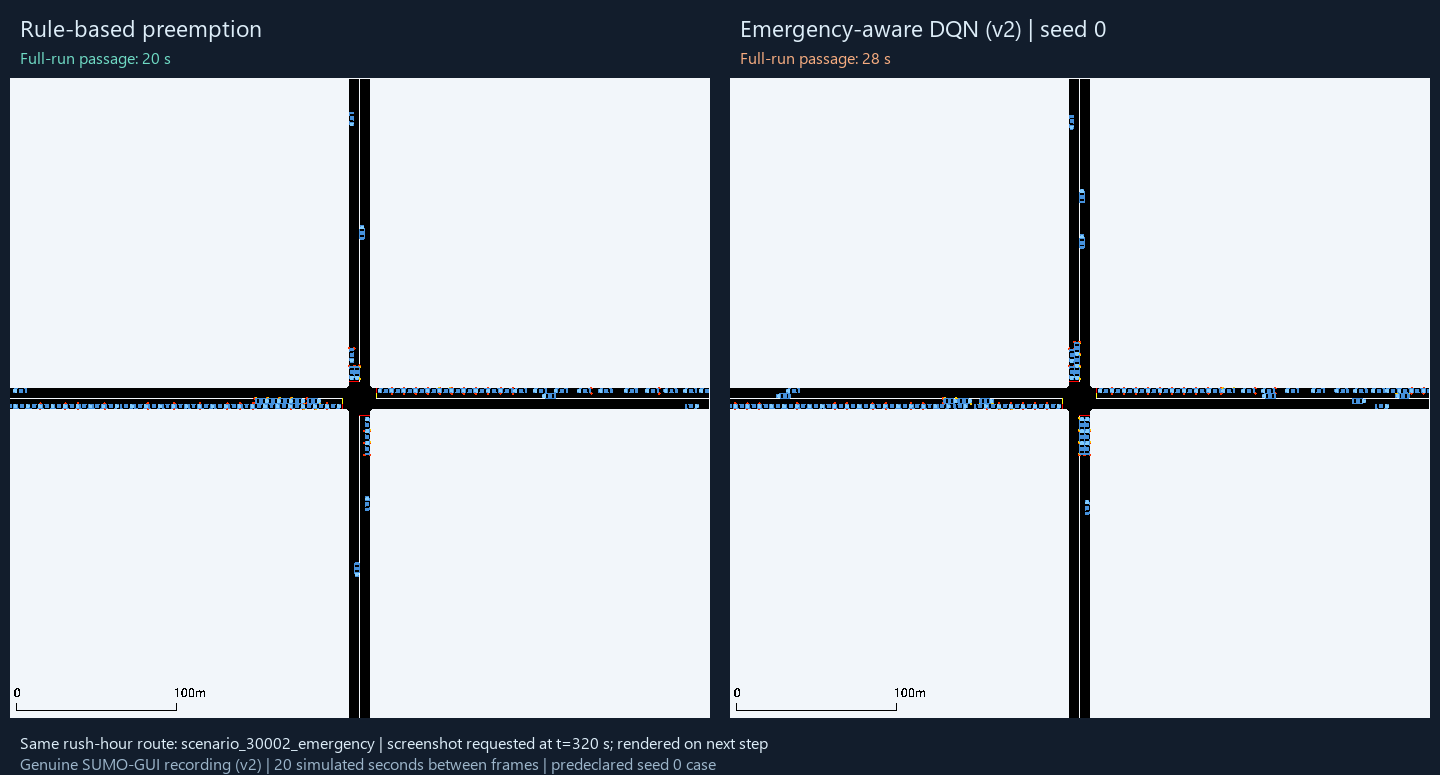 Rule-based preemption
Full-run passage: 20 s
Emergency-aware DQN (v2) | seed 0
Full-run passage: 28 s
0 100m
0 100m
Same rush-hour route: scenario_30002_emergency | screenshot requested at t=320 s; rendered on next step
Genuine SUMO-GUI recording (v2) | 20 simulated seconds between frames | predeclared seed 0 case